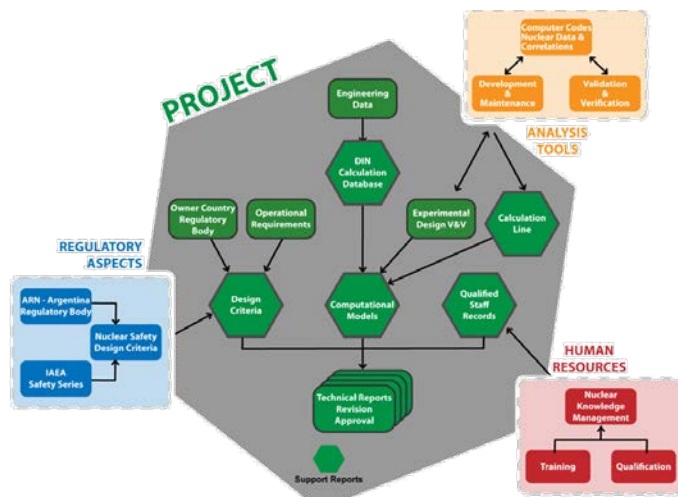 Computer Codes
Nuclear Data &
Correlations
Development
&
Maintenance
Validation
&
Verification
ANALYSIS
TOOLS
PROJECT
Engineering
Data
DIN
Calculation
Database
Owner Country
Regulatory
Body
Operational
Requirements
Experimental
Design V&V
Calculation
Line
REGULATORY
ASPECTS
ARN - Argentina
Regulatory Body
Nuclear Safety
Design Criteria
IAEA
Safety Series
Design
Criteria
Computational
Models
Qualified
Staff
Records
Technical Reports
Revision
Approval
Support Reports
HUMAN
RESOURCES
Nuclear
Knowledge
Management
Training
Qualification